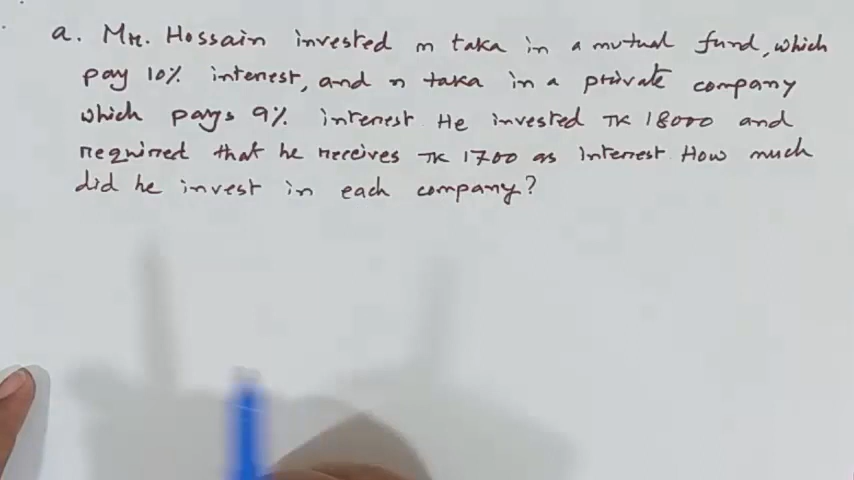 a. Mr. Hossain invested m taka in a mutual fund, which
pay 10% interest, and n taka in a private company
which pays 9% interest He invested TK 18000 and
required that he receives TK 1700 as interest How much
did he invest in each company?